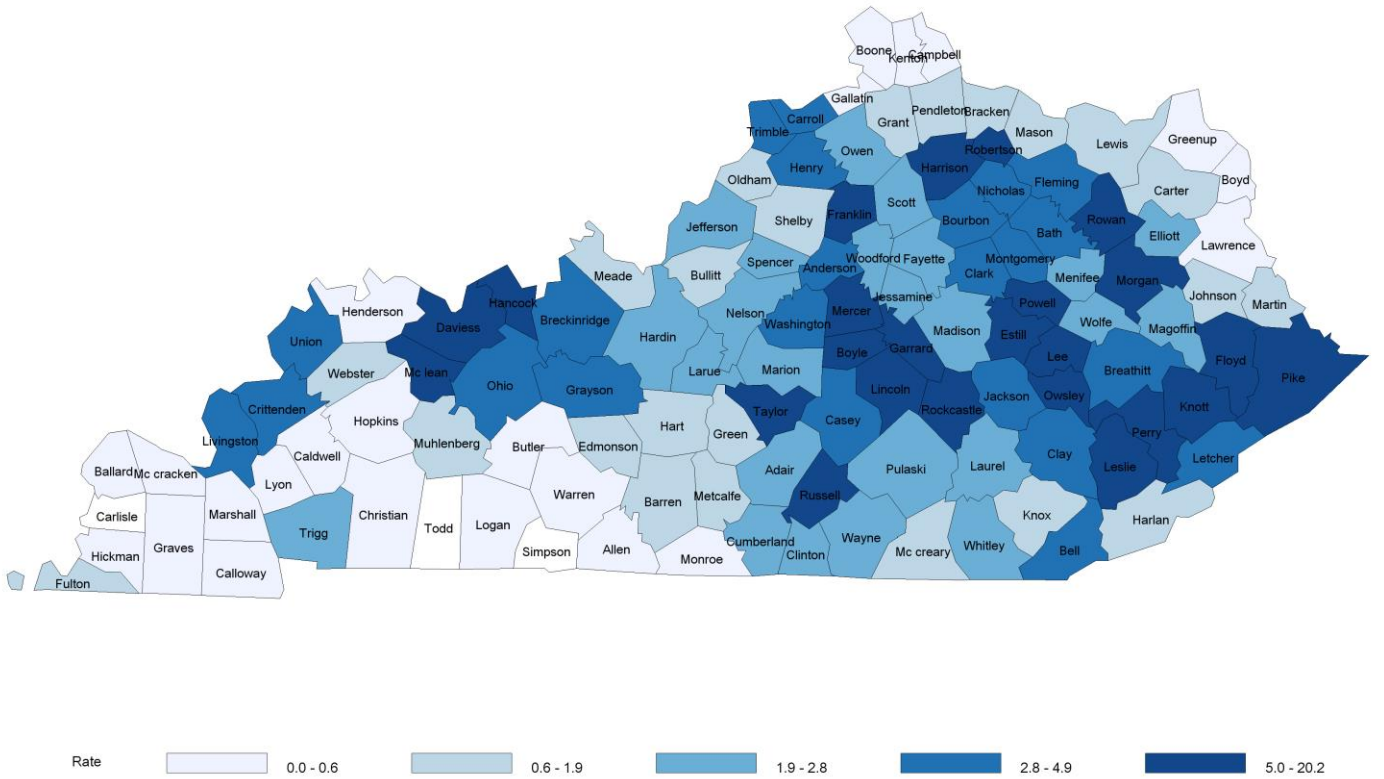 Boone
Kenton
Campbell
Gallatin
Pendleton
Bracken
Grant
Carroll
Trimble
Mason
Lewis
Greenup
Owen
Robertson
Henry
Harrison
Oldham
Nicholas
Fleming
Carter
Boyd
Scott
Franklin
Shelby
Bourbon
Rowan
Jefferson
Bath
Elliott
Lawrence
Woodford
Fayette
Montgomery
Spencer
Anderson
Clark
Menifee
Morgan
Meade
Bullitt
Jessamine
Powell
Johnson
Martin
Hancock
Henderson
Daviess
Breckinridge
Nelson
Washington
Mercer
Wolfe
Magoffin
Union
Hardin
Madison
Estill
Boyle
Garrard
Lee
Floyd
Webster
Mc lean
Larue
Marion
Breathitt
Pike
Ohio
Grayson
Lincoln
Jackson
Owsley
Crittenden
Taylor
Rockcastle
Knott
Hopkins
Casey
Livingston
Hart
Green
Perry
Muhlenberg
Butler
Edmonson
Clay
Caldwell
Letcher
Ballard
Mc cracken
Adair
Pulaski
Laurel
Leslie
Lyon
Warren
Russell
Barren
Metcalfe
Carlisle
Marshall
Christian
Knox
Harlan
Todd
Logan
Trigg
Wayne
Cumberland
Whitley
Hickman
Graves
Simpson
Allen
Clinton
Mc creary
Bell
Monroe
Calloway
Fulton
Rate 0.0 - 0.6 0.6 - 1.9 1.9 - 2.8 2.8 - 4.9 5.0 - 20.2